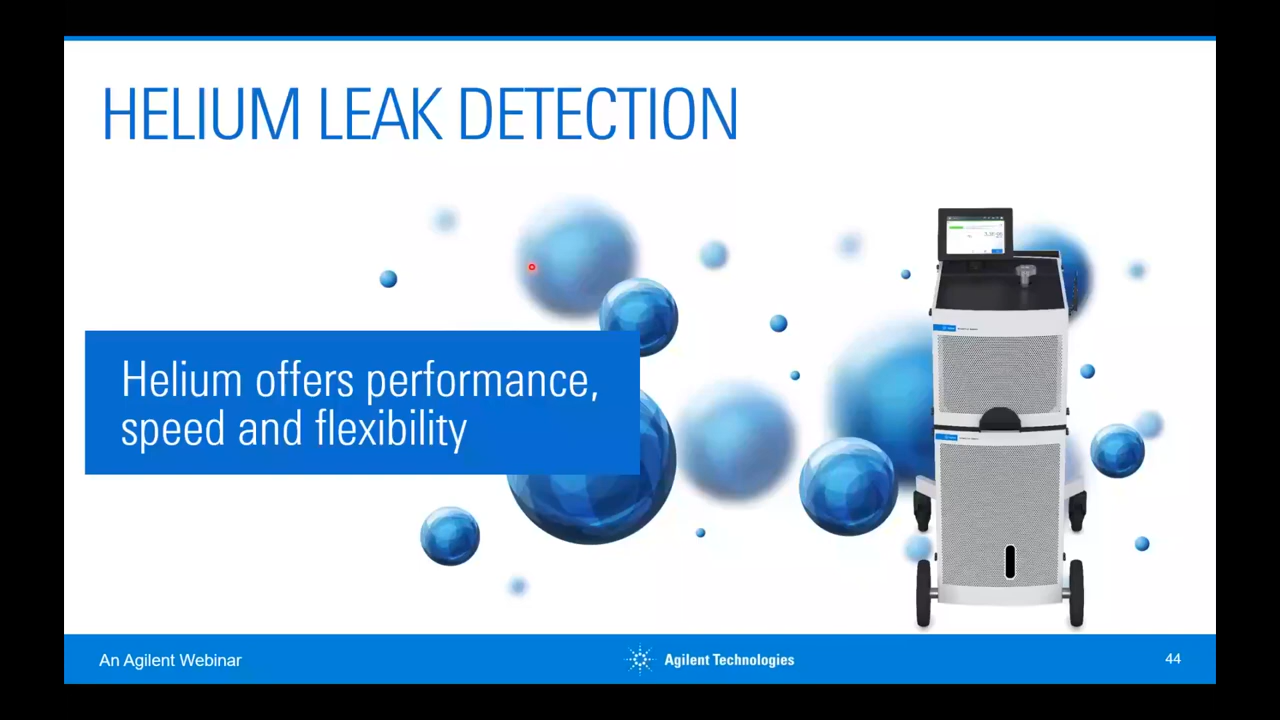 HELIUM LEAK DETECTION
Helium offers performance,
speed and flexibility
An Agilent Webinar
Agilent Technologies
44